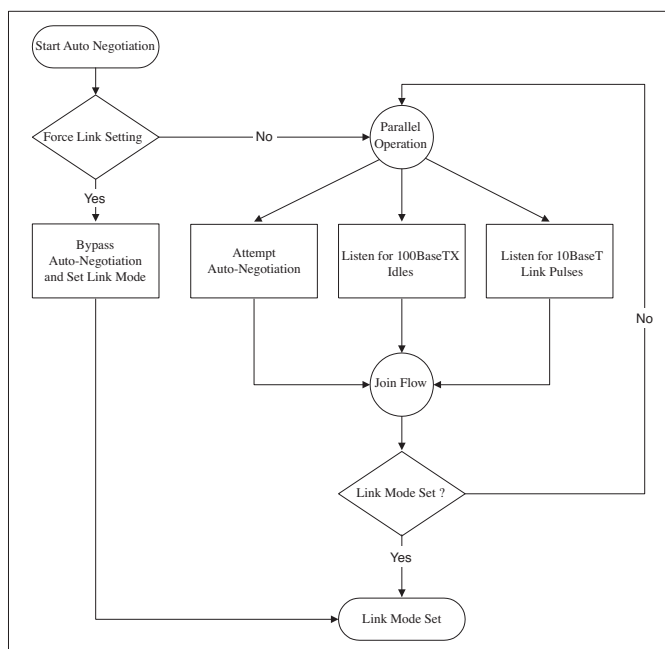 Start Auto Negotiation
Force Link Setting
No
Parallel
Operation
Yes
Bypass
Auto-Negotiation
and Set Link Mode
Attempt
Auto-Negotiation
Listen for 100BaseTX
Idles
Listen for 10BaseT
Link Pulses
No
Join Flow
Link Mode Set ?
Yes
Link Mode Set